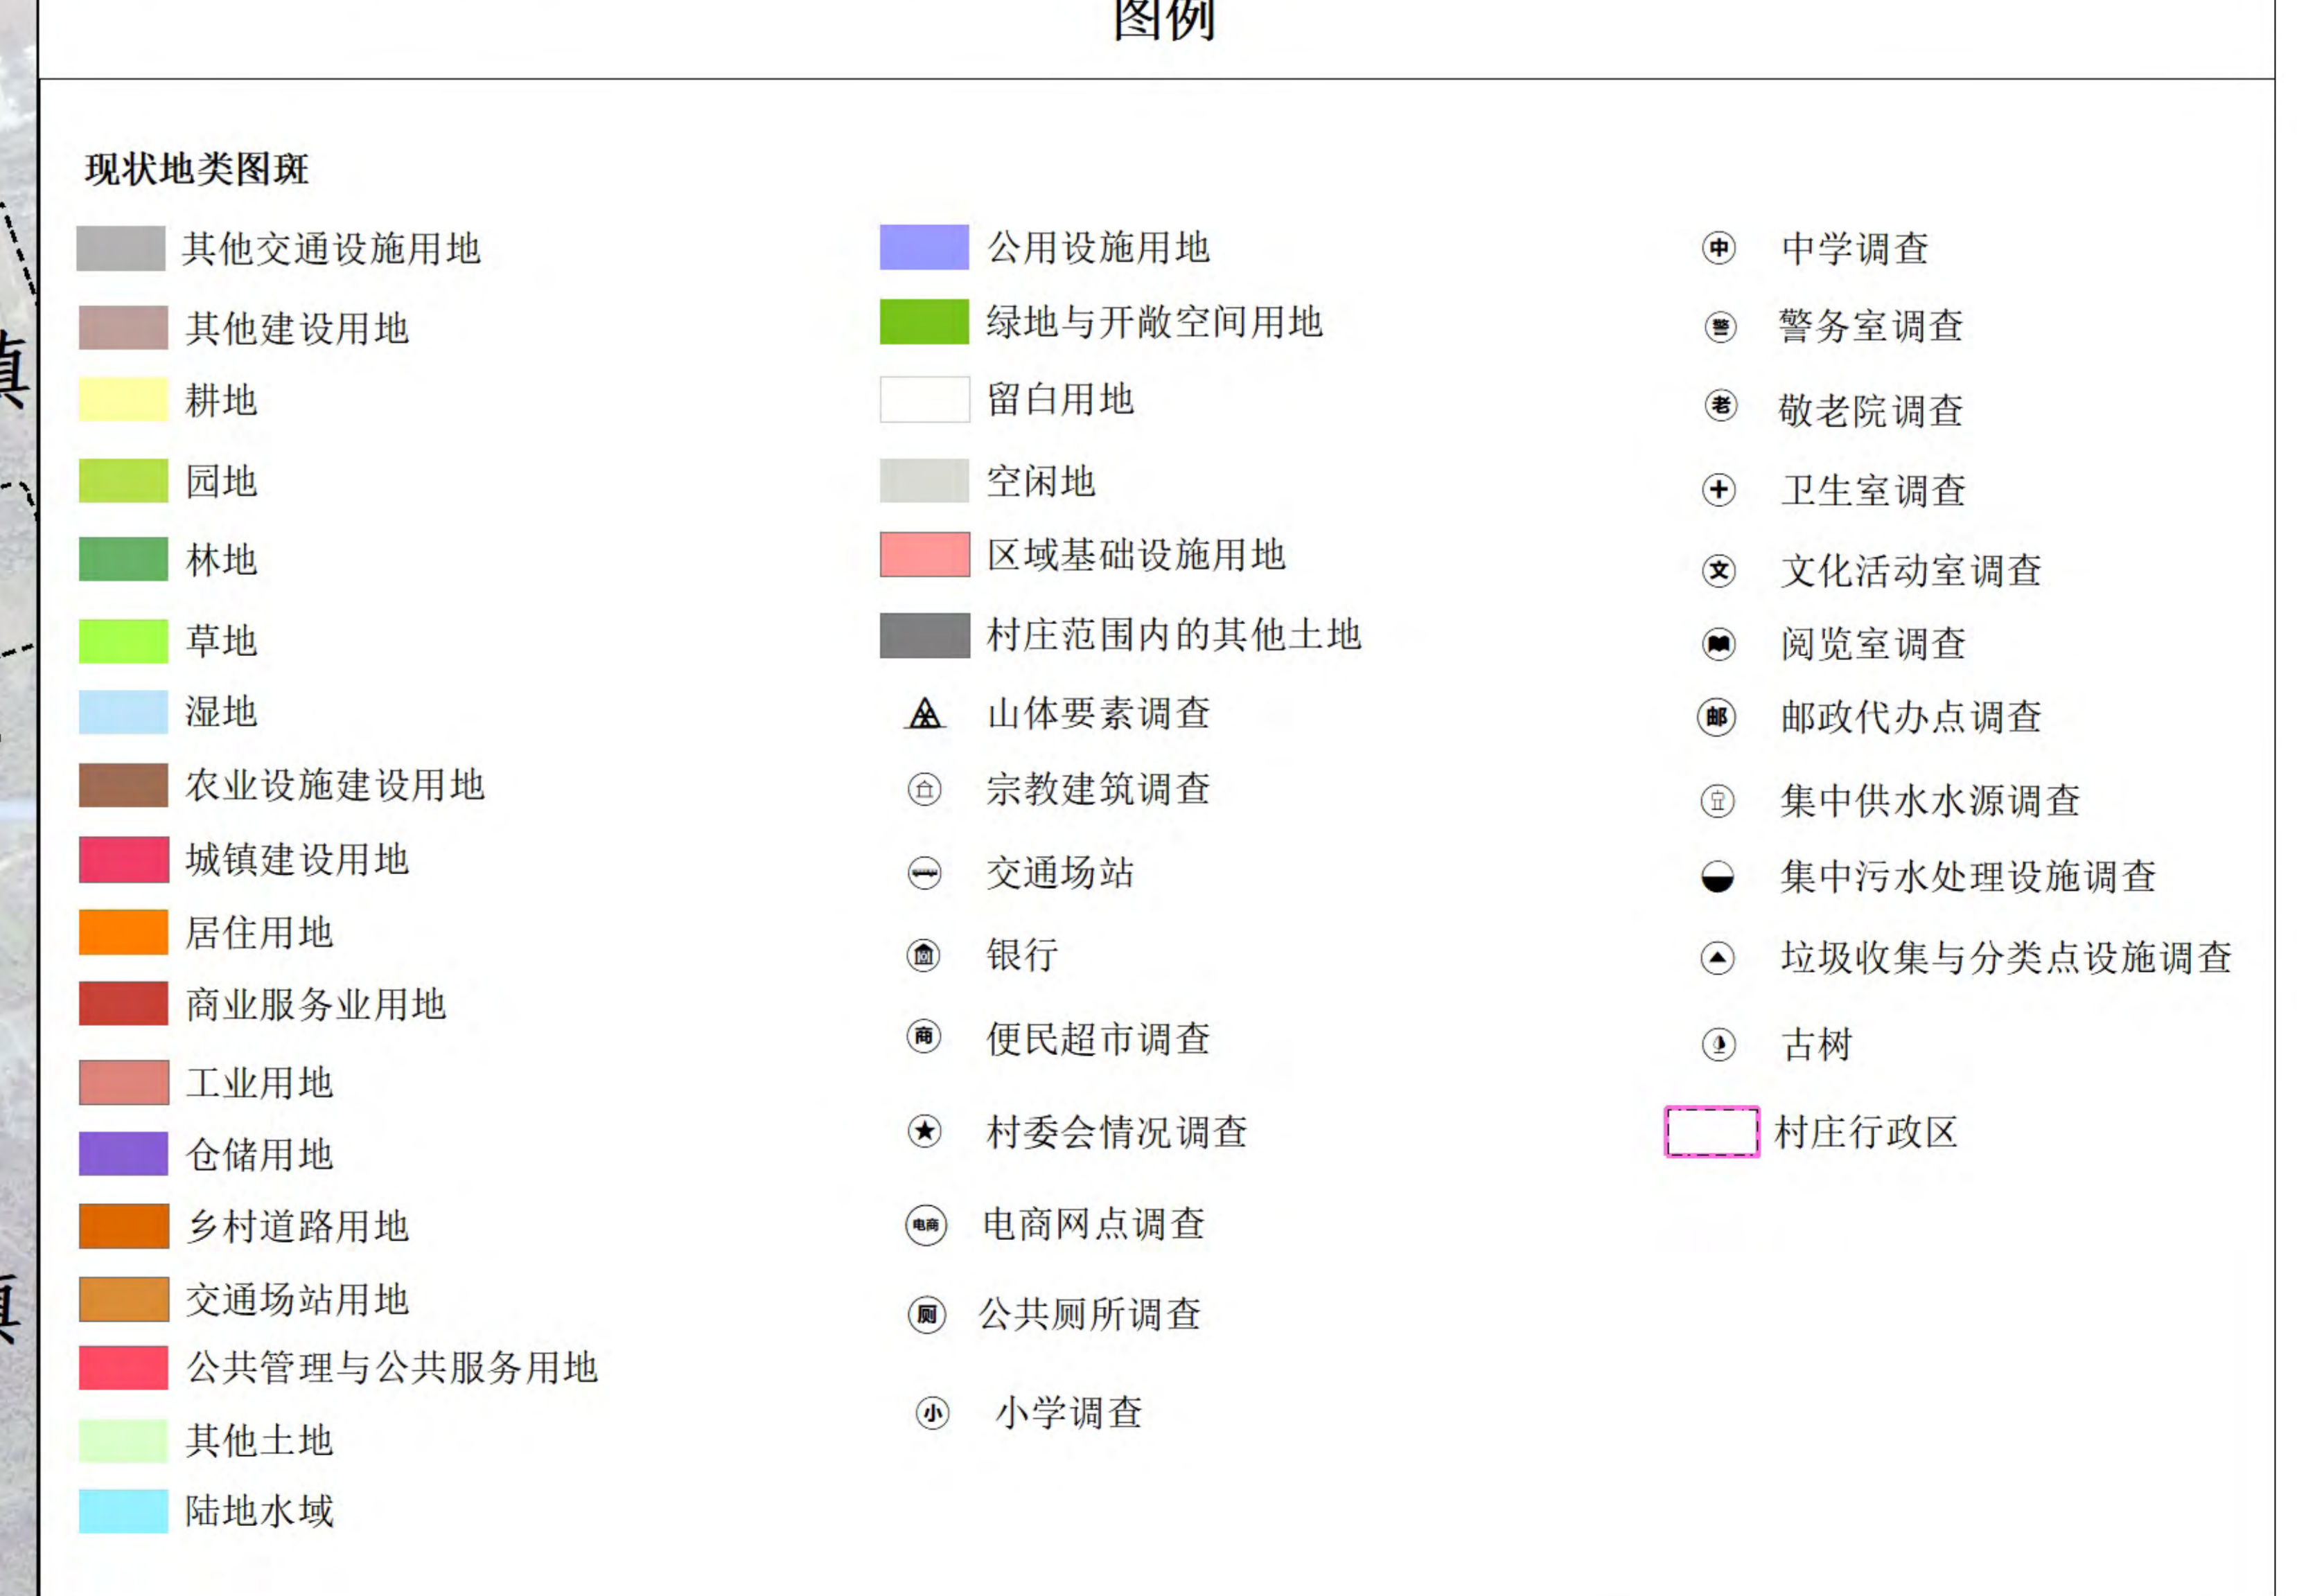 图例
现状地类图斑
其他交通设施用地
其他建设用地
耕地
园地
林地
草地
湿地
农业设施建设用地
城镇建设用地
居住用地
商业服务业用地
工业用地
仓储用地
乡村道路用地
交通场站用地
公共管理与公共服务用地
其他土地
陆地水域
公用设施用地
绿地与开敞空间用地
留白用地
空闲地
区域基础设施用地
村庄范围内的其他土地
山体要素调查
宗教建筑调查
交通场站
银行
商 便民超市调查
村委会情况调查
电商 电商网点调查
厕 公共厕所调查
小 小学调查
中 中学调查
警 警务室调查
老 敬老院调查
卫生室调查
文 文化活动室调查
阅览室调查
邮 邮政代办点调查
集中供水水源调查
集中污水处理设施调查
垃圾收集与分类点设施调查
古树
村庄行政区